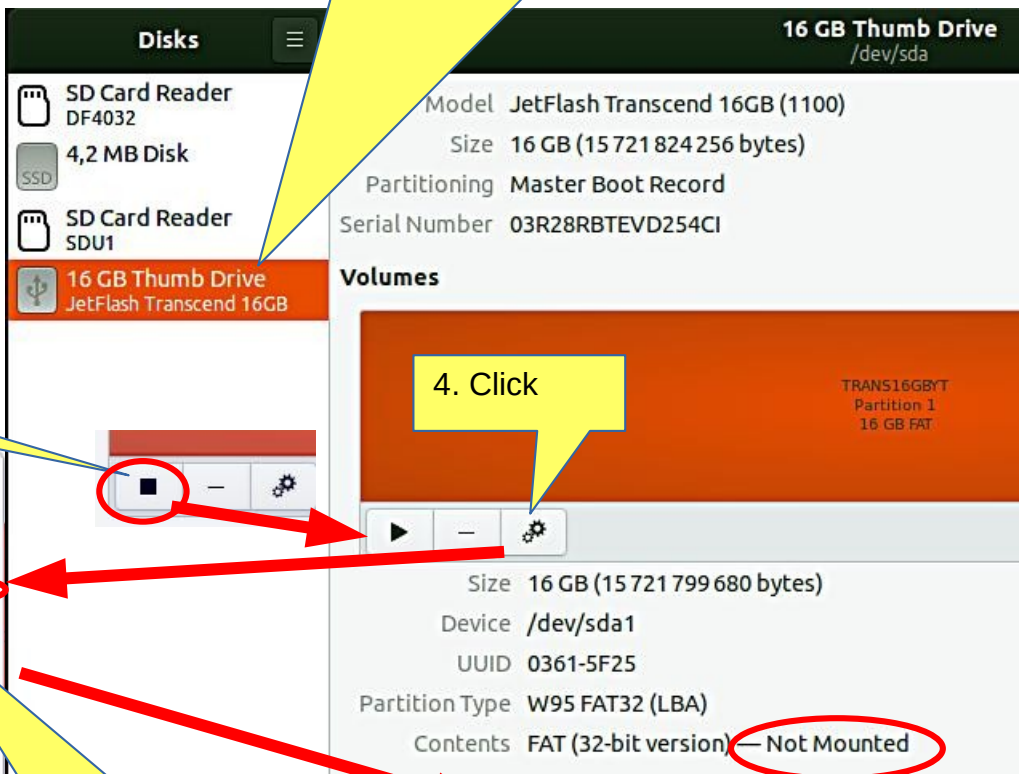 Disks
16 GB Thumb Drive
/dev/sda
SD Card Reader
DF4032
4,2 MB Disk
SSD
SD Card Reader
SDU1
16 GB Thumb Drive
JetFlash Transcend 16GB
Model JetFlash Transcend 16GB (1100)
Size 16 GB (15 721 824 256 bytes)
Partitioning Master Boot Record
Serial Number 03R28RBTEVD254CI
Volumes
4. Click
TRANS16GBYT
Partition 1
16 GB FAT
Size 16 GB (15 721 799 680 bytes)
Device /dev/sda1
UUID 0361-5F25
Partition Type W95 FAT32 (LBA)
Contents FAT (32-bit version) — Not Mounted